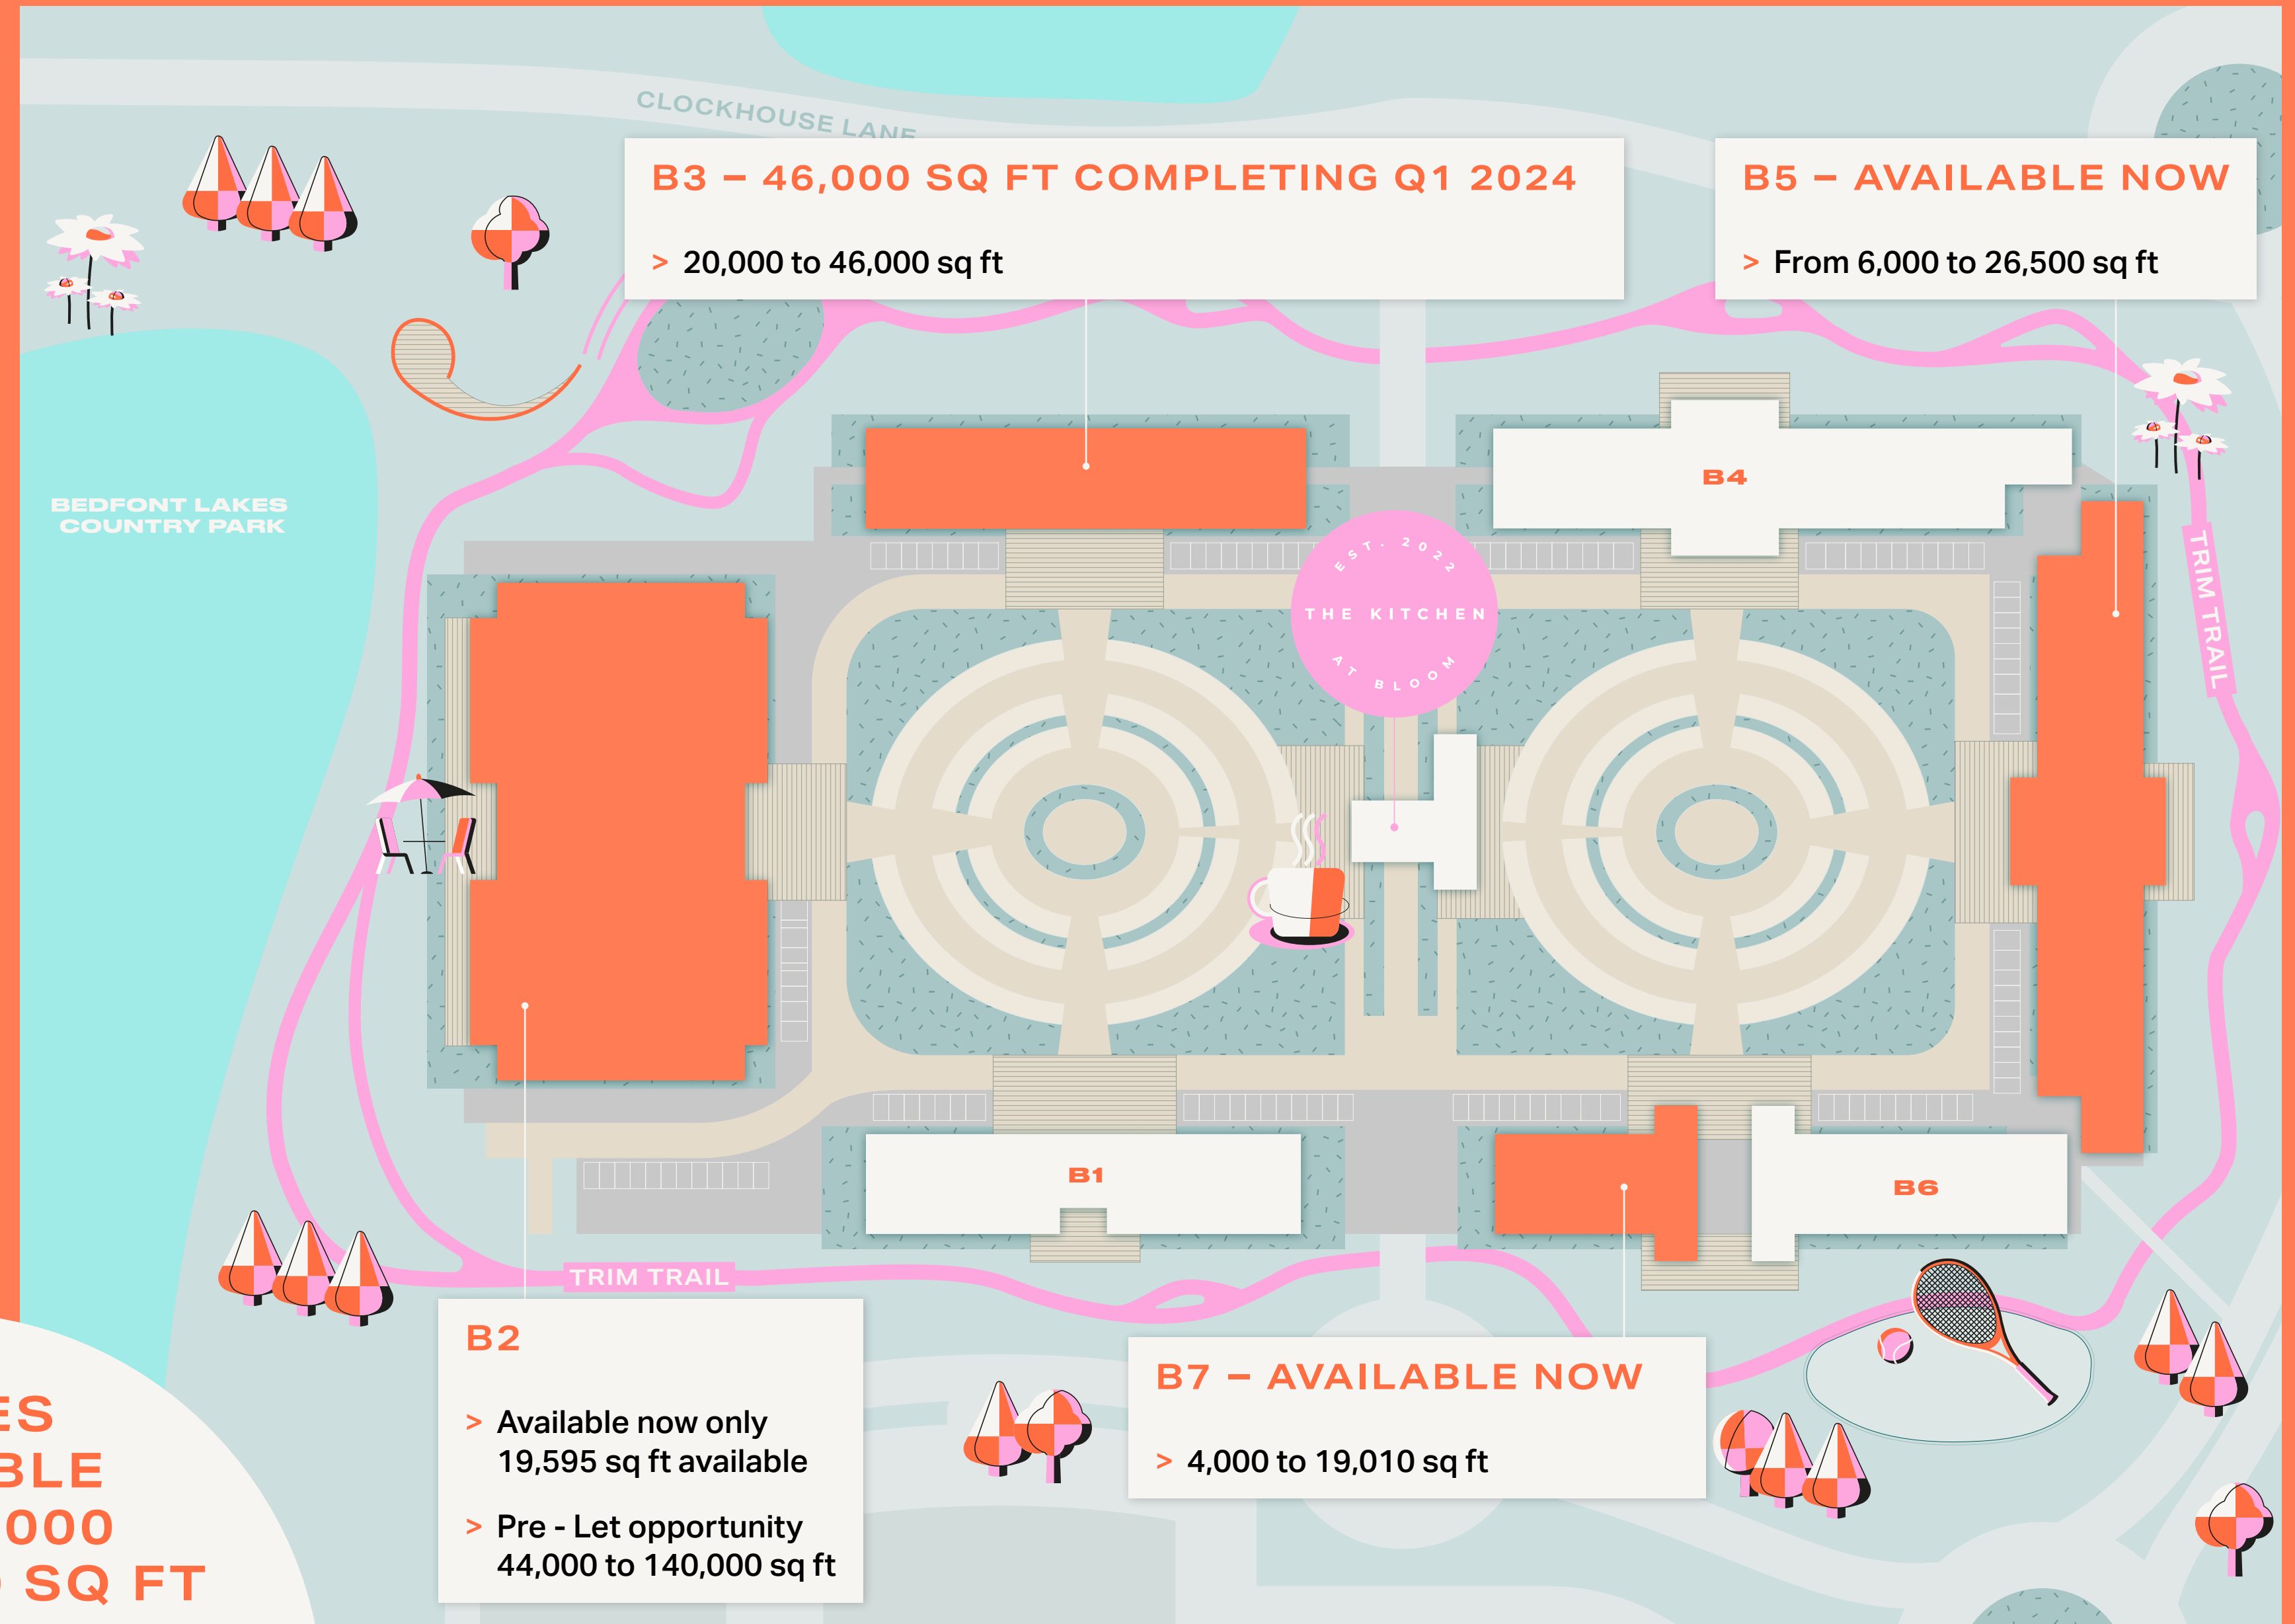 CLOCKHOUSE LANE
B3 – 46,000 SQ FT COMPLETING Q1 2024
> 20,000 to 46,000 sq ft
B5 – AVAILABLE NOW
> From 6,000 to 26,500 sq ft
BEDFONT LAKES
COUNTRY PARK
B4
EST. 2022
THE KITCHEN
AT BLOOM
TRIM TRAIL
B1
B6
TRIM TRAIL
B2
> Available now only
19,595 sq ft available
> Pre - Let opportunity
44,000 to 140,000 sq ft
B7 – AVAILABLE NOW
> 4,000 to 19,010 sq ft
ES
BLE
000
SQ FT